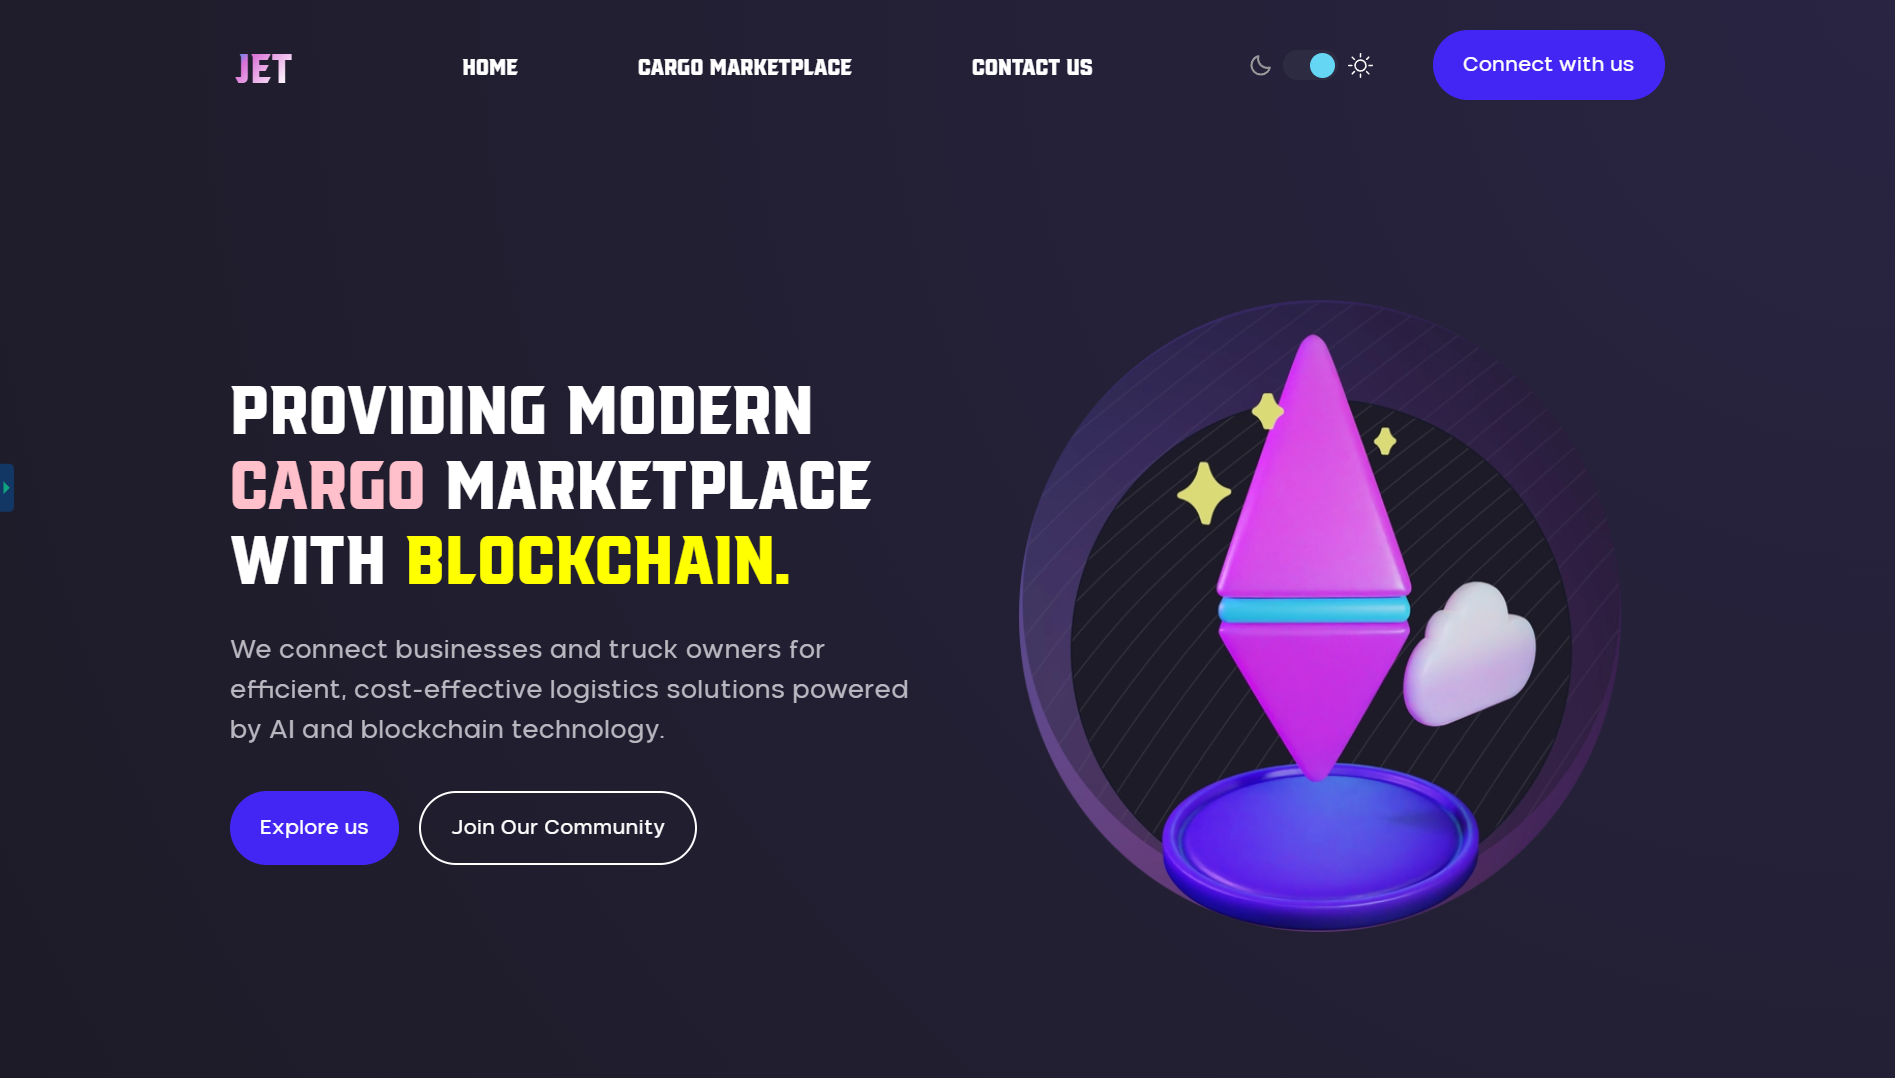 JET
HOME
CARGO MARKETPLACE
CONTACT US
Connect with us
PROVIDING MODERN
CARGO MARKETPLACE
WITH BLOCKCHAIN.
We connect businesses and truck owners for
efficient, cost-effective logistics solutions powered
by AI and blockchain technology.
Explore us
Join Our Community